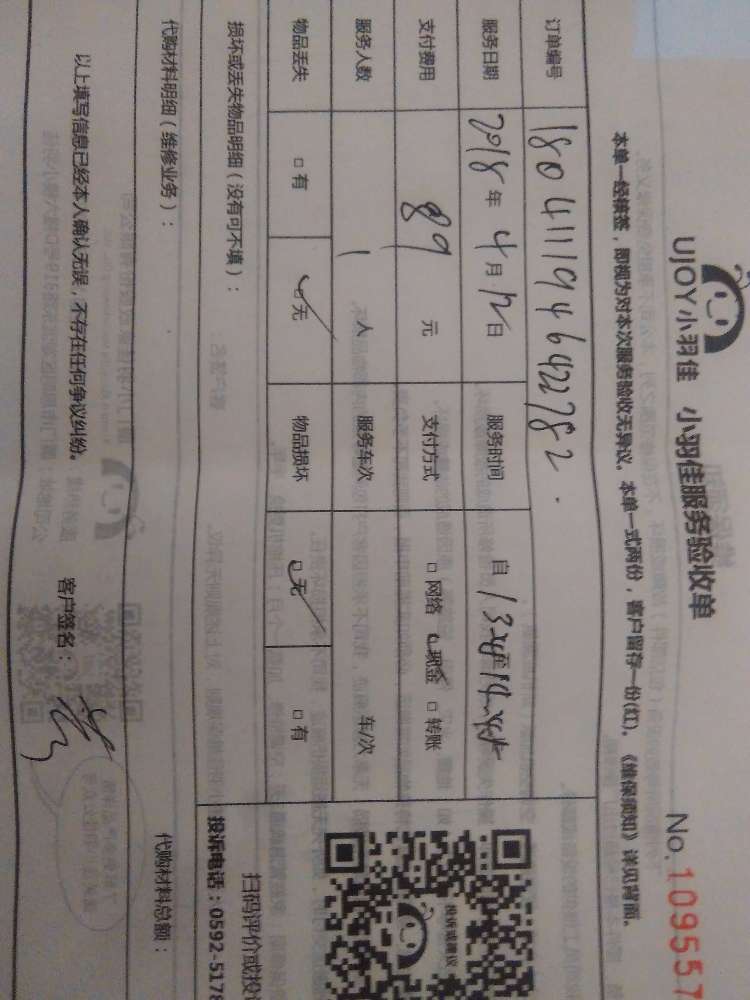 UJOY小羽佳 小羽佳服务验收单 No. 109557
本单一经接签，即视为对本次服务验收无异议。本单一式两份，客户留存一份(红)。《维保须知》详见背面。
订单编号 180411946422782
服务日期 2018年4月12日 服务时间 自13 至14
支付费用 89元 支付方式 □网络 □现金 □转账
服务人数 1人 服务车次 车/次
物品丢失 □有 □无 物品损坏 □无 □有
损坏或丢失物品明细（没有可不填）：
代购材料明细（维修业务）： 代购材料总额：
以上填写信息已经本人确认无误，不存在任何争议纠纷。 客户签名：
投诉或建议
扫码评价或投
投诉电话：0592-5178